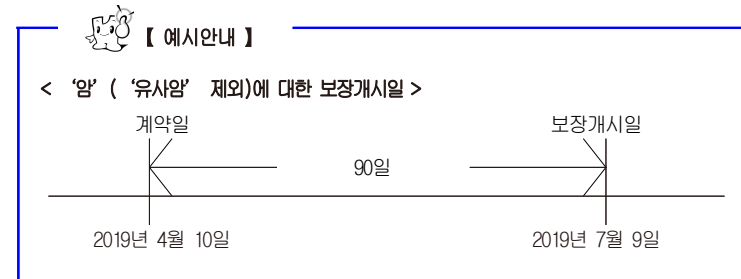 【 예시안내 】
< ‘암’ ( ‘유사암’ 제외)에 대한 보장개시일 >
계약일 보장개시일
90일
2019년 4월 10일 2019년 7월 9일